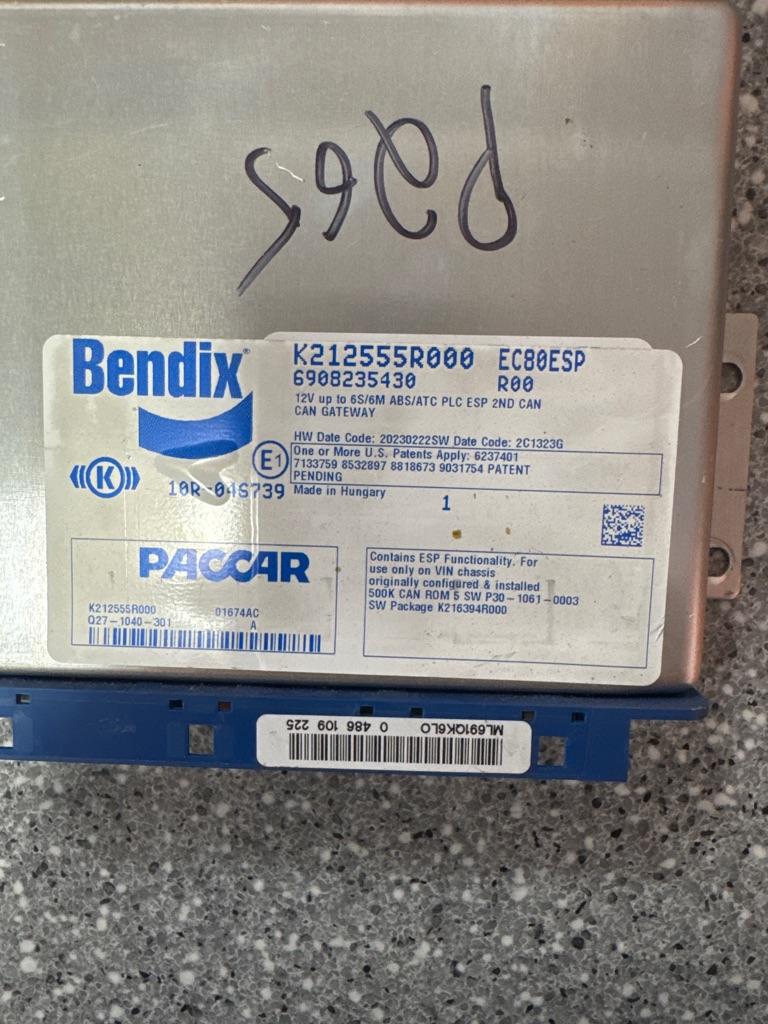 Bendix
K212555R000 EC80ESP
6908235430 R00
12V up to 6S/6M ABS/ATC PLC ESP 2ND CAN
CAN GATEWAY
HW Date Code: 20230222SW Date Code: 2C1323G
E1
One or More U.S. Patents Apply: 6237401
7133759 8532897 8818673 9031754 PATENT
PENDING
K
10R-046739
Made in Hungary
1
PACCAR
K212555R000 01674AC
Q27-1040-301 A
Contains ESP Functionality. For
use only on VIN chassis
originally configured & installed
500K CAN ROM 5 SW P30-1061-0003
SW Package K216394R000
ML691QK6LO 0 486 109 225